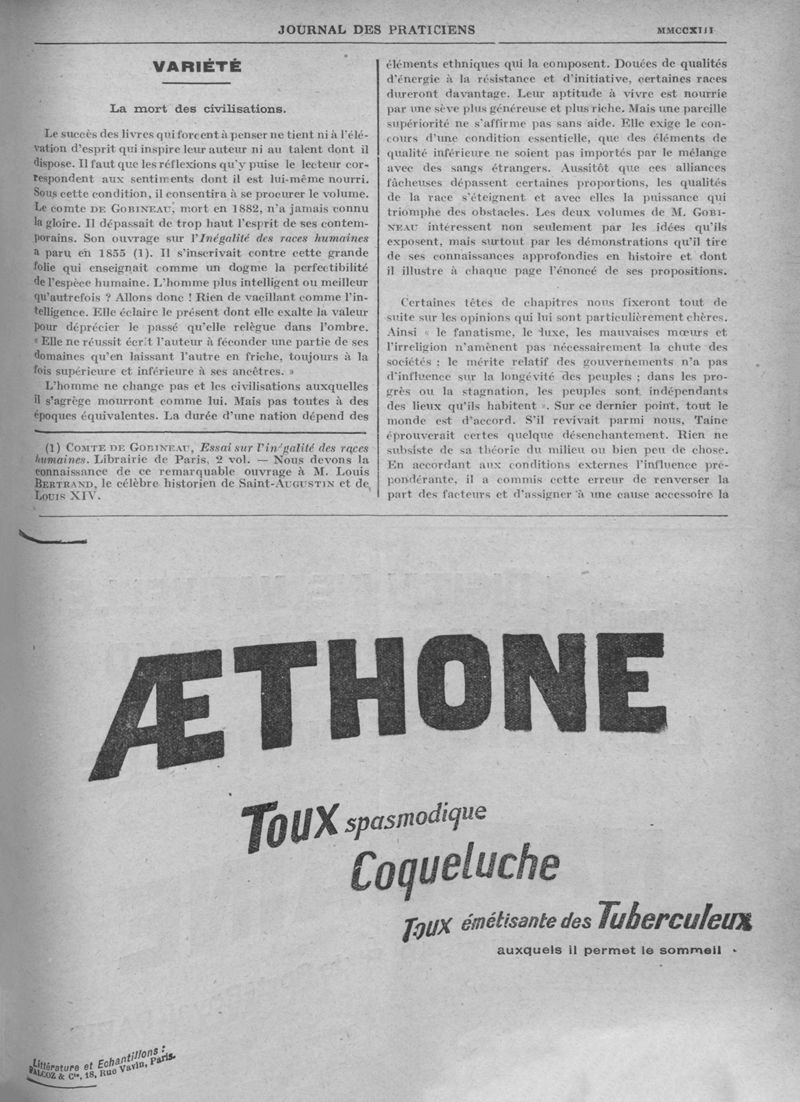 JOURNAL DES PRATICIENS
MMCCXIII
VARIÉTÉ
La mort des civilisations.
Le succès des livres qui forcent à penser ne tient ni à l'élé-
vation d'esprit qui inspire leur auteur ni au talent dont il
dispose. Il faut que les réflexions qu'y puise le lecteur cor-
respondent aux sentiments dont il est lui-même nourri.
Sous cette condition, il consentira à se procurer le volume.
Le comte DE GOBINEAU, mort en 1882, n'a jamais connu
la gloire. Il dépassait de trop haut l'esprit de ses contem-
porains. Son ouvrage sur l'Inégalité des races humaines
a paru en 1855 (1). Il s'inscrivait contre cette grande
folie qui enseignait comme un dogme la perfectibilité
de l'espèce humaine. L'homme plus intelligent ou meilleur
qu'autrefois ? Allons donc ! Rien de vacillant comme l'in-
telligence. Elle éclaire le présent dont elle exalte la valeur
pour déprécier le passé qu'elle relègue dans l'ombre.
« Elle ne réussit écrit l'auteur à féconder une partie de ses
domaines qu'en laissant l'autre en friche, toujours à la
fois supérieure et inférieure à ses ancêtres. »
L'homme ne change pas et les civilisations auxquelles
il s'agrège mourront comme lui. Mais pas toutes à des
époques équivalentes. La durée d'une nation dépend des
(1) COMTE DE GOBINEAU, Essai sur l'inégalité des races
humaines. Librairie de Paris, 2 vol. — Nous devons la
connaissance de ce remarquable ouvrage à M. Louis
BERTRAND, le célèbre historien de Saint-AUGUSTIN et de
LOUIS XIV.
éléments ethniques qui la composent. Douées de qualités
d'énergie à la résistance et d'initiative, certaines races
dureront davantage. Leur aptitude à vivre est nourrie
par une sève plus généreuse et plus riche. Mais une pareille
supériorité ne s'affirme pas sans aide. Elle exige le con-
cours d'une condition essentielle, que des éléments de
qualité inférieure ne soient pas importés par le mélange
avec des sangs étrangers. Aussitôt que ces alliances
fâcheuses dépassent certaines proportions, les qualités
de la race s'éteignent et avec elles la puissance qui
triomphe des obstacles. Les deux volumes de M. GOBI-
NEAU intéressent non seulement par les idées qu'ils
exposent, mais surtout par les démonstrations qu'il tire
de ses connaissances approfondies en histoire et dont
il illustre à chaque page l'énoncé de ses propositions.
Certaines têtes de chapitres nous fixeront tout de
suite sur les opinions qui lui sont particulièrement chères.
Ainsi « le fanatisme, le luxe, les mauvaises mœurs et
l'irreligion n'amènent pas nécessairement la chute des
sociétés ; le mérite relatif des gouvernements n'a pas
d'influence sur la longévité des peuples ; dans les pro-
grès ou la stagnation, les peuples sont indépendants
des lieux qu'ils habitent ». Sur ce dernier point, tout le
monde est d'accord. S'il revivait parmi nous, Taine
éprouverait certes quelque désenchantement. Rien ne
subsiste de sa théorie du milieu ou bien peu de chose.
En accordant aux conditions externes l'influence pré-
pondérante, il a commis cette erreur de renverser la
part des facteurs et d'assigner à une cause accessoire la
ÆTHONE
Toux spasmodique
Coqueluche
Toux émétisante des Tuberculeux
auxquels il permet le sommeil
Littérature et Echantillons :
FALCOZ & Cie, 18, Rue Vavin, Paris.